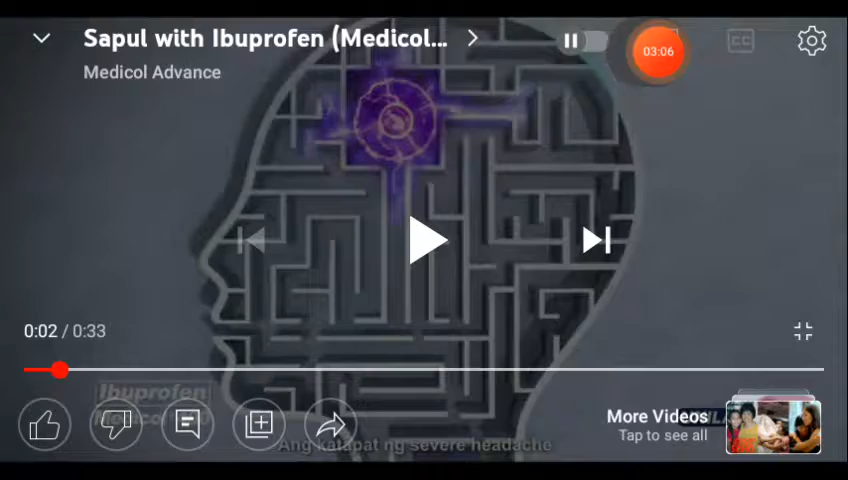 Sapul with Ibuprofen (Medicol...
Medicol Advance
03:06
CC
0:02 / 0:33
Ibuprofen
More Videos
Tap to see all
Ang katapat ng severe headache